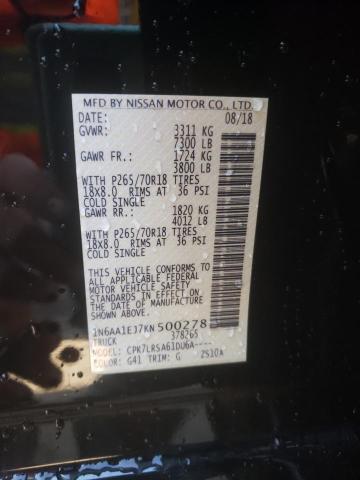 MFD BY NISSAN MOTOR CO., LTD.
DATE: 08/18
GVWR: 3311 KG
7300 LB
GAWR FR.: 1724 KG
3800 LB
WITH P265/70R18 TIRES
18X8.0 RIMS AT 36 PSI
COLD SINGLE
GAWR RR.: 1820 KG
4012 LB
WITH P265/70R18 TIRES
18X8.0 RIMS AT 36 PSI
COLD SINGLE
THIS VEHICLE CONFORMS TO
ALL APPLICABLE FEDERAL
MOTOR VEHICLE SAFETY
STANDARDS IN EFFECT ON
THE DATE OF MANUFACTURE
SHOWN ABOVE.
1N6AA1EJ7KN500278
TRUCK 378265
MODEL: CPK7LRSA61DU6A----
COLOR: G41 TRIM: G 2S10A